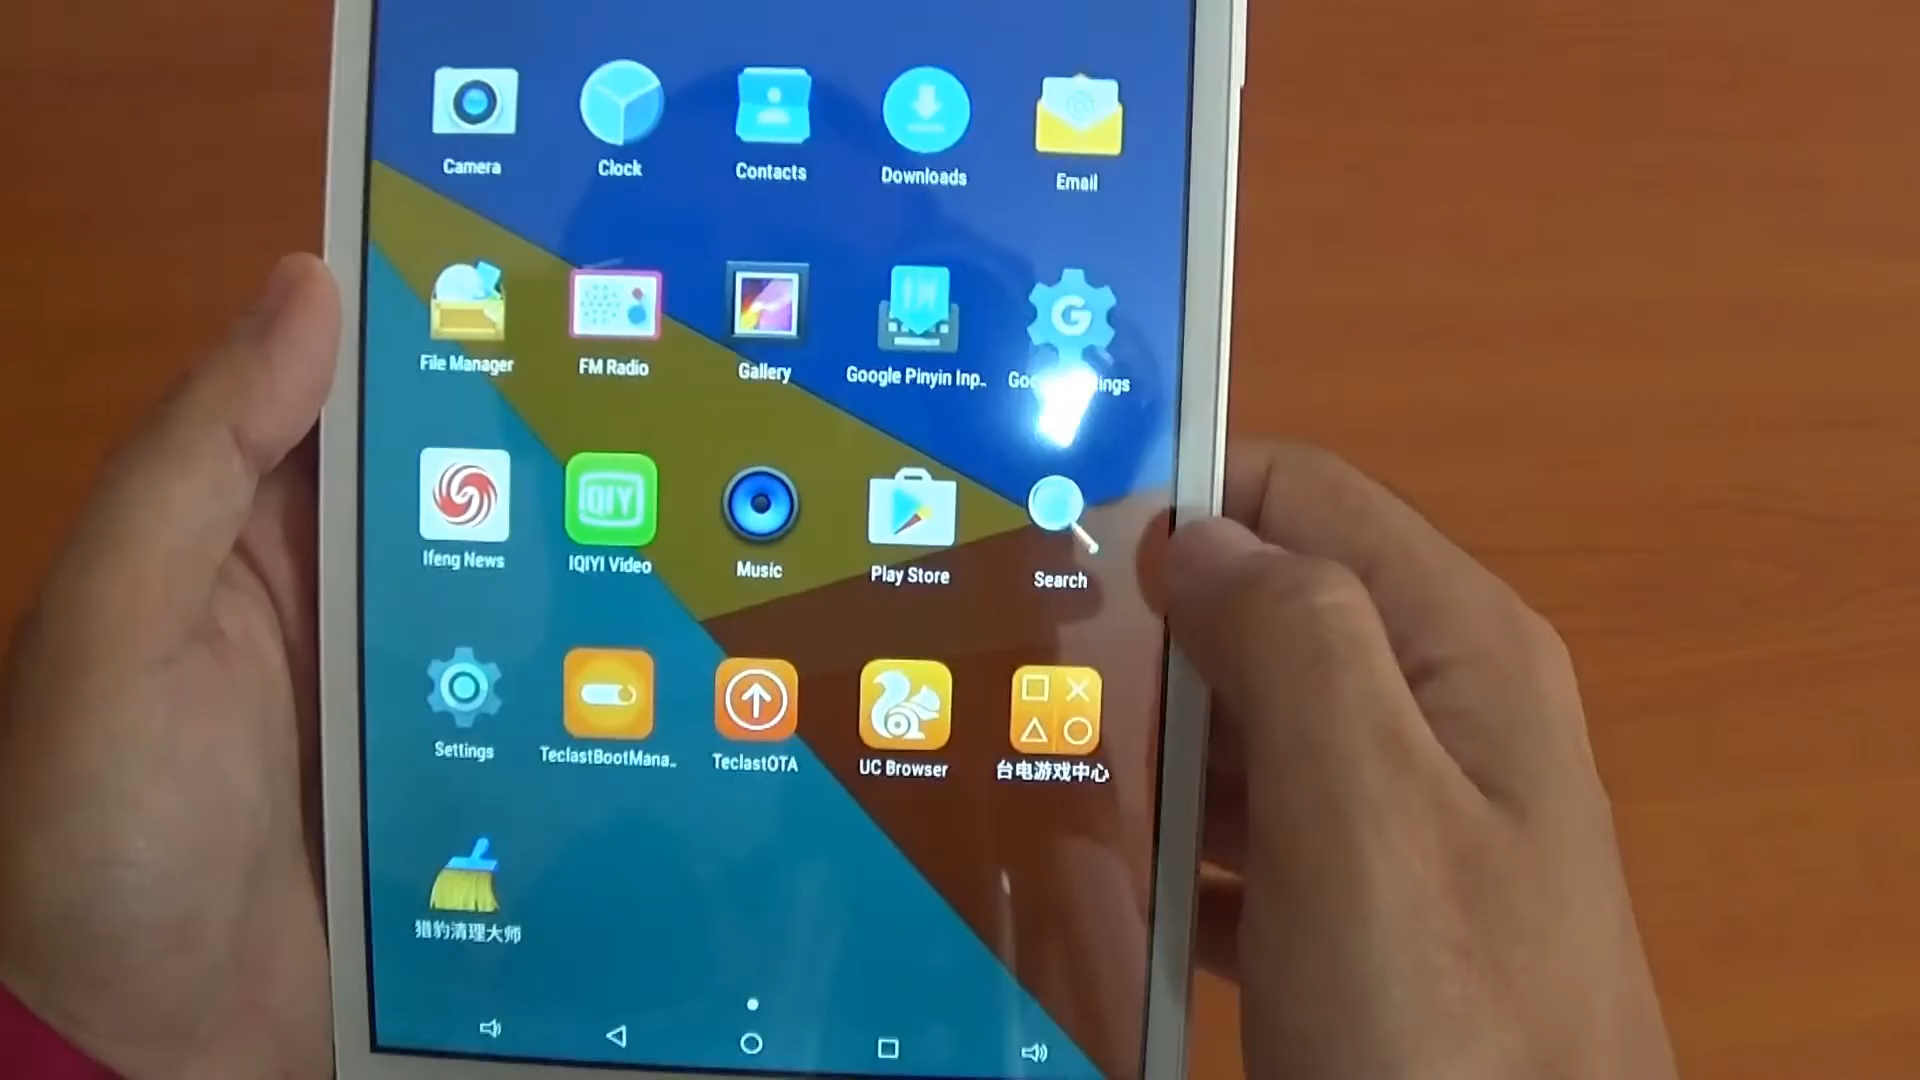 Camera
Clock
Contacts
Downloads
Email
File Manager
FM Radio
Gallery
Google Pinyin Inp..
G
Ifeng News
IQIYI Video
QIY
Music
Play Store
Search
Settings
TeclastBootMana..
TeclastOTA
UC Browser
台电游戏中心
猎豹清理大师